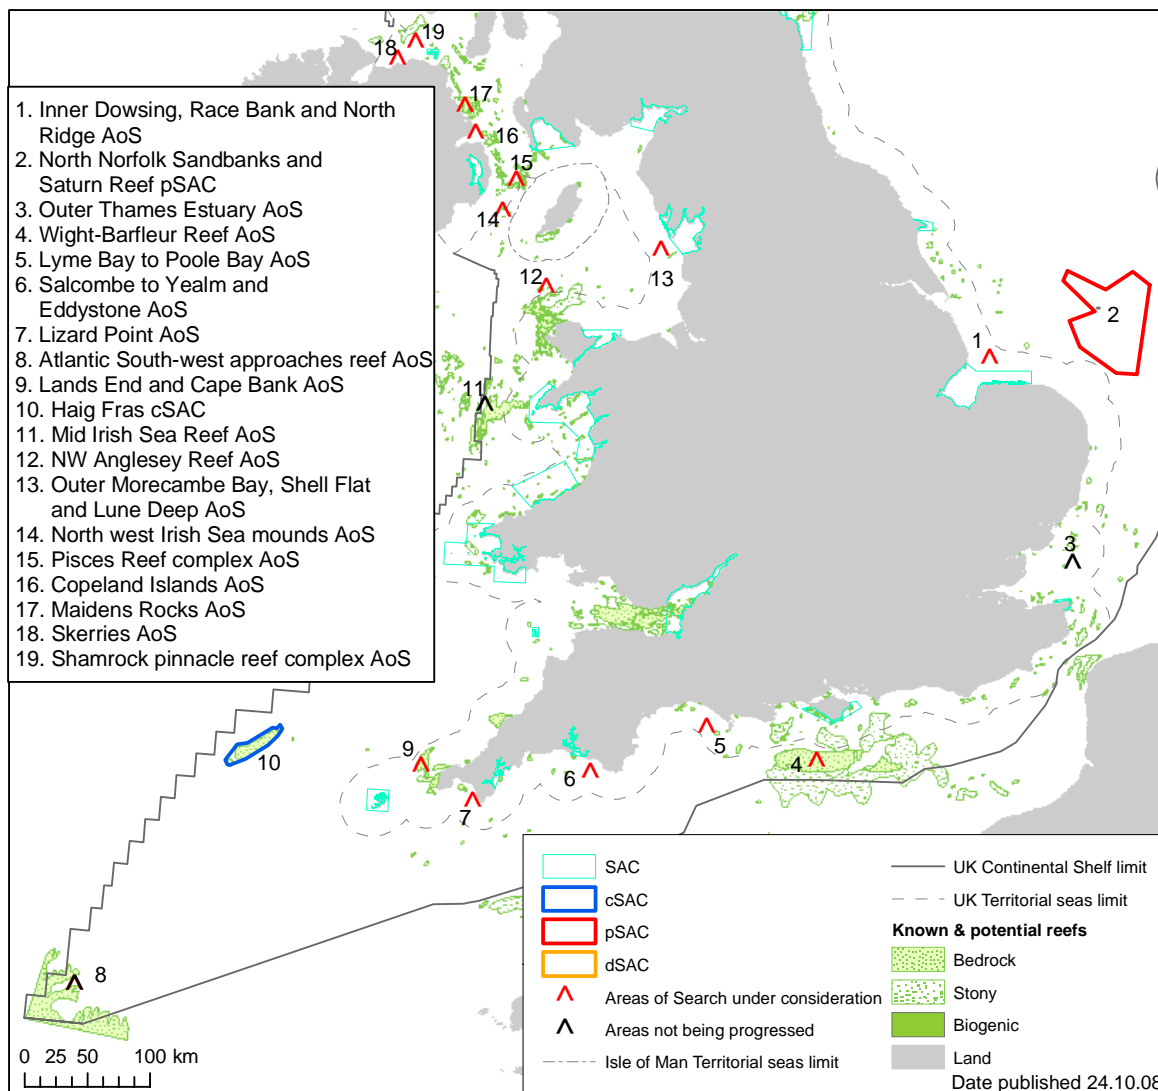 19
18
1. Inner Dowsing, Race Bank and North
Ridge AoS
2. North Norfolk Sandbanks and
Saturn Reef pSAC
3. Outer Thames Estuary AoS
4. Wight-Barfleur Reef AoS
5. Lyme Bay to Poole Bay AoS
6. Salcombe to Yealm and
Eddystone AoS
7. Lizard Point AoS
8. Atlantic South-west approaches reef AoS
9. Lands End and Cape Bank AoS
10. Haig Fras cSAC
11. Mid Irish Sea Reef AoS
12. NW Anglesey Reef AoS
13. Outer Morecambe Bay, Shell Flat
and Lune Deep AoS
14. North west Irish Sea mounds AoS
15. Pisces Reef complex AoS
16. Copeland Islands AoS
17. Maidens Rocks AoS
18. Skerries AoS
19. Shamrock pinnacle reef complex AoS
17
16
15
14
13
12
2
1
11
3
5
9
10
4
6
7
8
SAC
cSAC
pSAC
dSAC
Areas of Search under consideration
Areas not being progressed
Isle of Man Territorial seas limit
UK Continental Shelf limit
UK Territorial seas limit
Known & potential reefs
Bedrock
Stony
Biogenic
Land
0 25 50 100 km
Date published 24.10.08